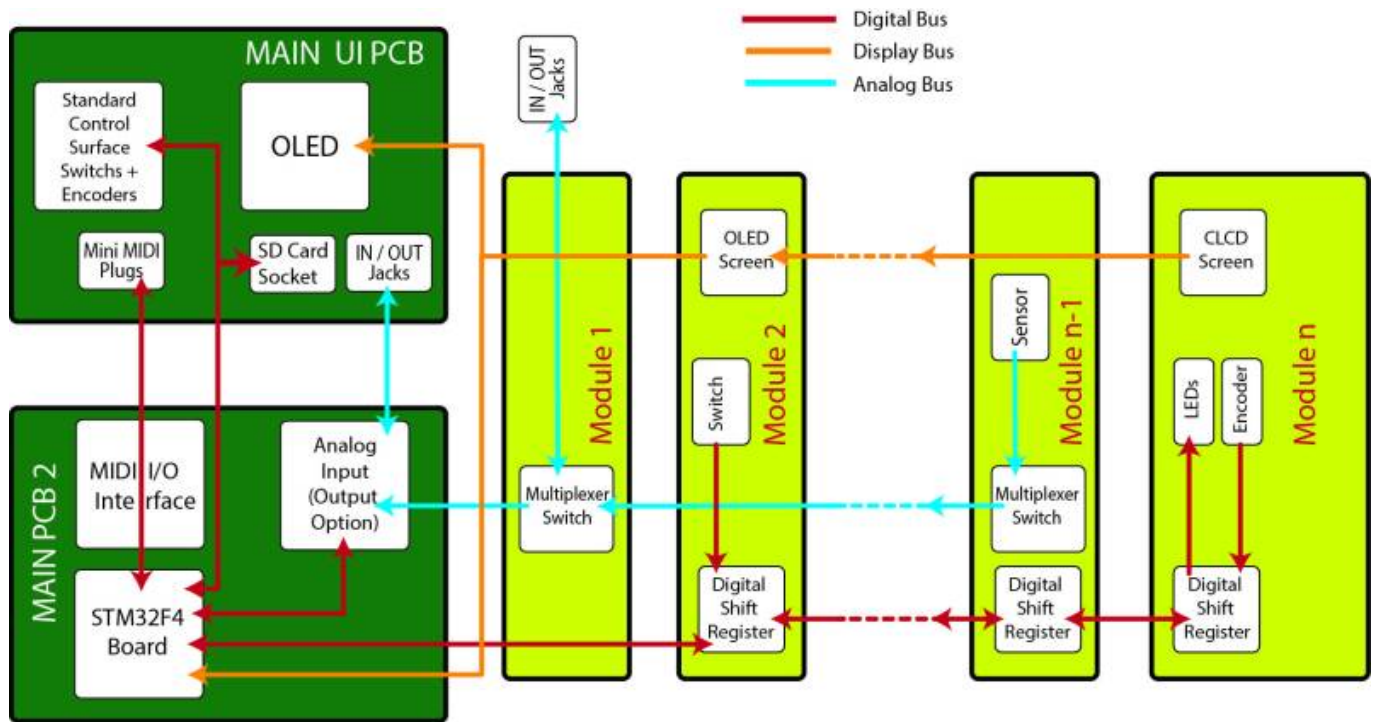 Digital Bus
Display Bus
Analog Bus
MAIN UI PCB
Standard
Control
Surface
Switchs +
Encoders
OLED
Mini MIDI
Plugs
SD Card
Socket
IN / OUT
Jacks
IN / OUT
Jacks
MAIN PCB 2
MIDI I/O
Interface
Analog
Input
(Output
Option)
STM32F4
Board
Module 1
Multiplexer
Switch
Module 2
OLED
Screen
Switch
Digital
Shift
Register
Module n-1
Sensor
Multiplexer
Switch
Digital
Shift
Register
Module n
CLCD
Screen
LEDs
Encoder
Digital
Shift
Register